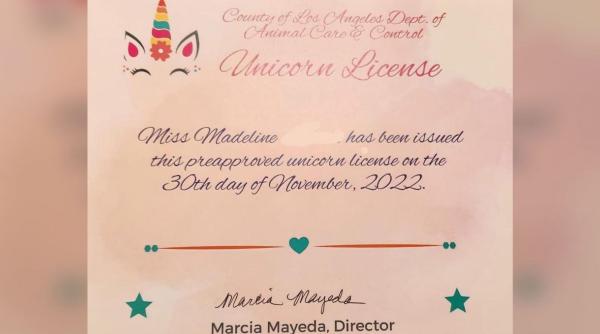 County of Los Angeles Dept. of
Animal Care & Control
Unicorn License
Miss Madeline has been issued
this preapproved unicorn license on the
30th day of November, 2022.
Marcia Mayeda
Marcia Mayeda, Director